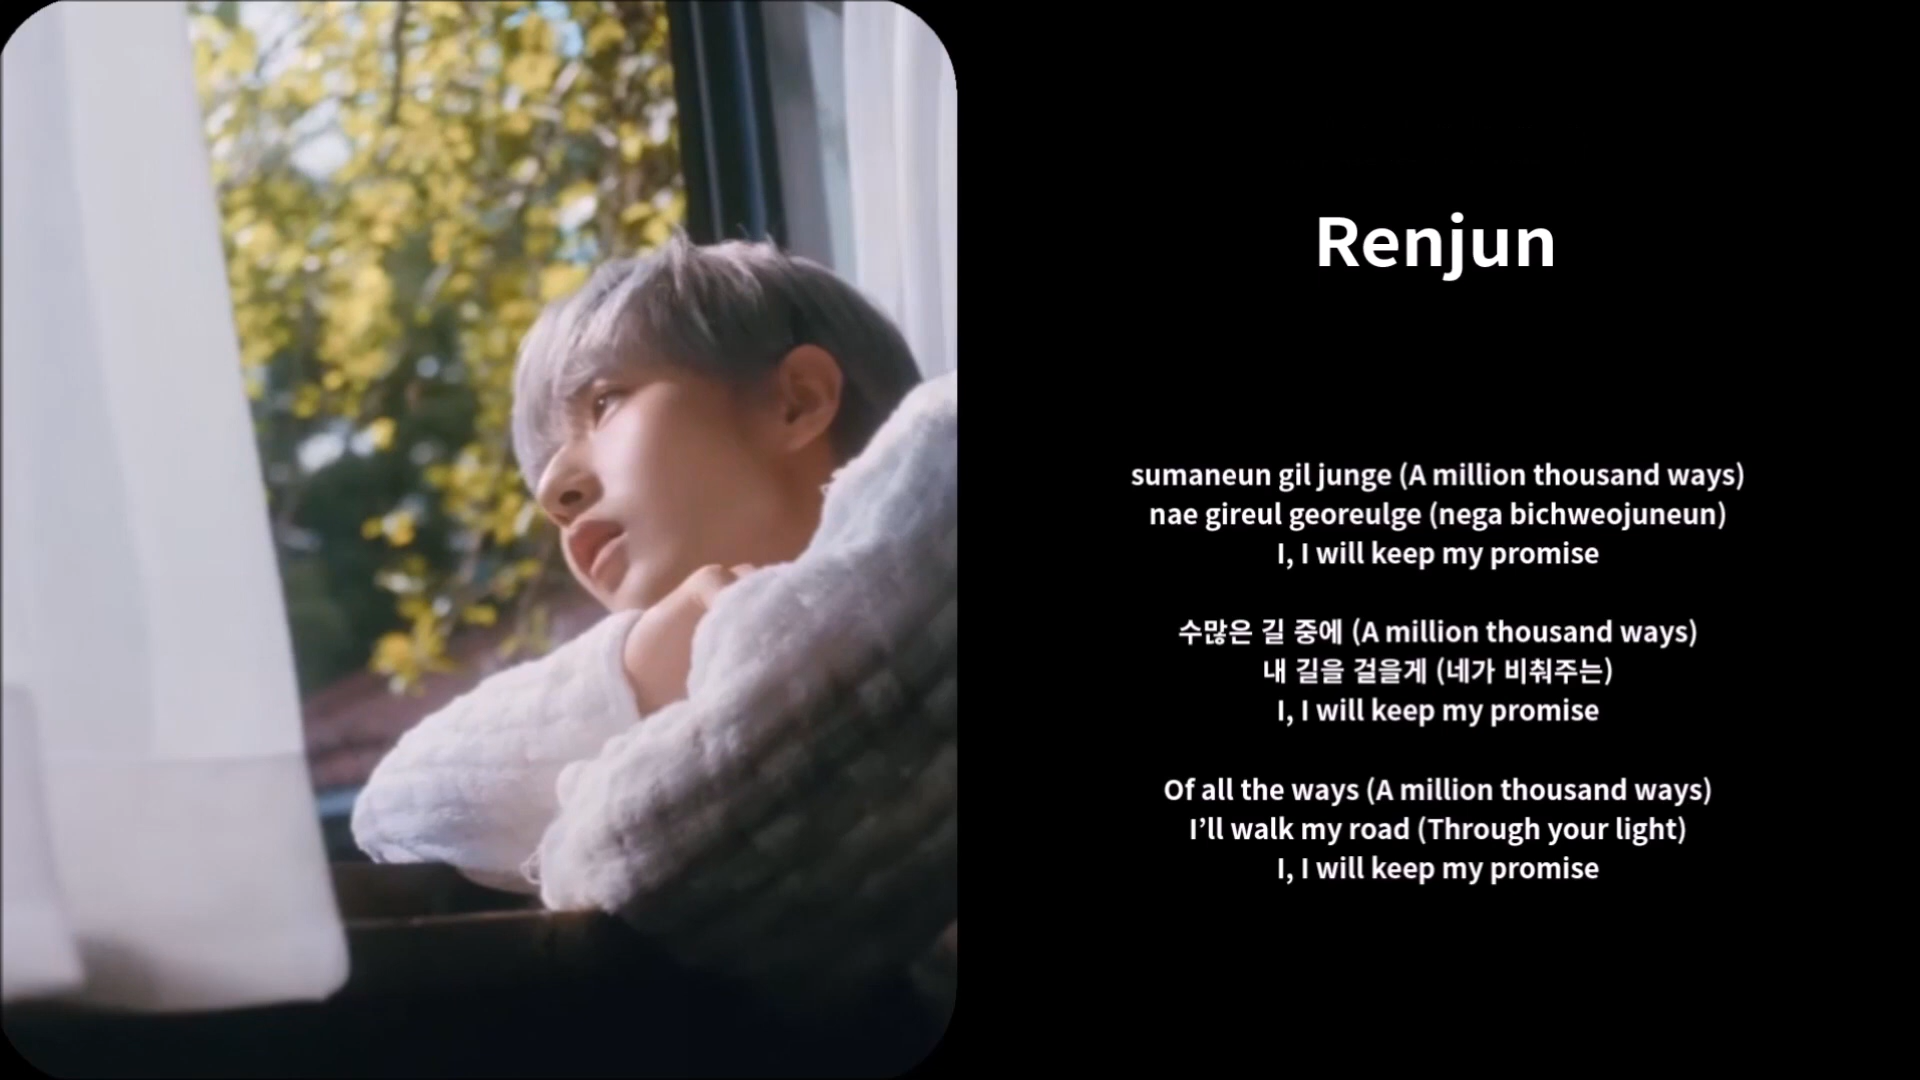 Renjun
sumaneun gil junge (A million thousand ways)
nae gireul georeulge (nega bichweojuneun)
I, I will keep my promise
수많은 길 중에 (A million thousand ways)
내 길을 걸을게 (네가 비춰주는)
I, I will keep my promise
Of all the ways (A million thousand ways)
I’ll walk my road (Through your light)
I, I will keep my promise